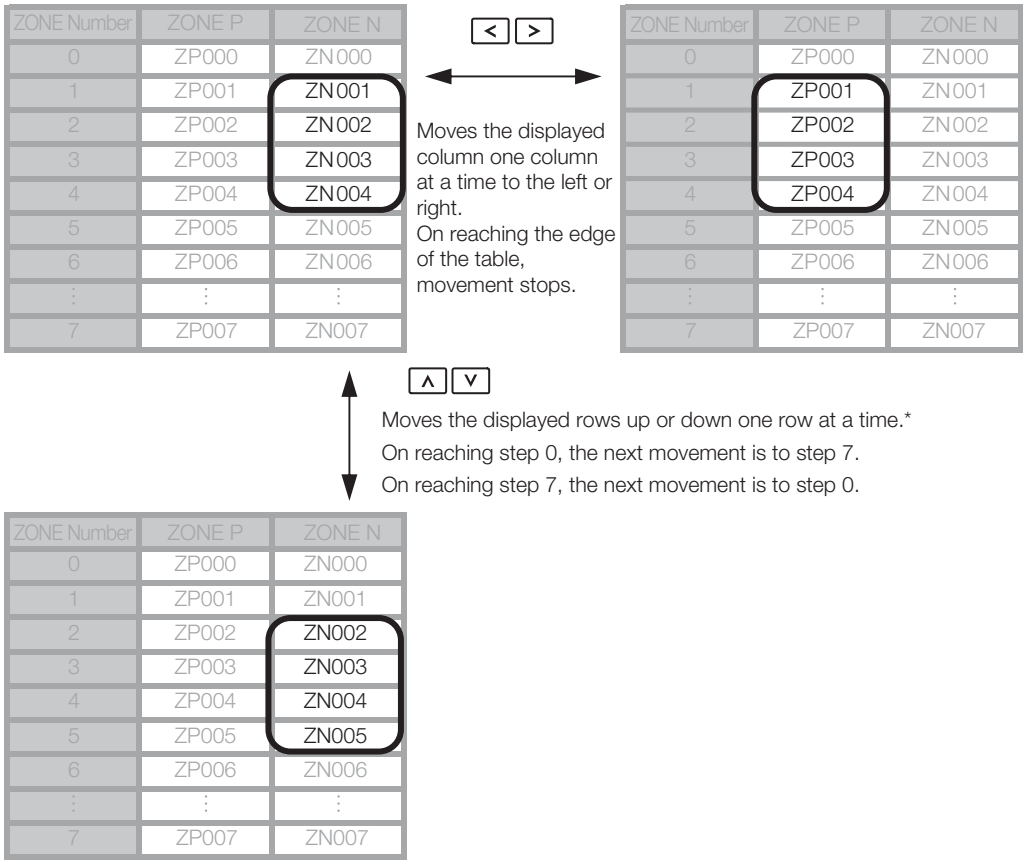 ZONE Number ZONE P ZONE N
0 ZP000 ZN000
1 ZP001 ZN001
2 ZP002 ZN002
3 ZP003 ZN003
4 ZP004 ZN004
5 ZP005 ZN005
6 ZP006 ZN006
⋮ ⋮ ⋮
7 ZP007 ZN007
< >
Moves the displayed
column one column
at a time to the left or
right.
On reaching the edge
of the table,
movement stops.
ZONE Number ZONE P ZONE N
0 ZP000 ZN000
1 ZP001 ZN001
2 ZP002 ZN002
3 ZP003 ZN003
4 ZP004 ZN004
5 ZP005 ZN005
6 ZP006 ZN006
⋮ ⋮ ⋮
7 ZP007 ZN007
∧ ∨
Moves the displayed rows up or down one row at a time.*
On reaching step 0, the next movement is to step 7.
On reaching step 7, the next movement is to step 0.
ZONE Number ZONE P ZONE N
0 ZP000 ZN000
1 ZP001 ZN001
2 ZP002 ZN002
3 ZP003 ZN003
4 ZP004 ZN004
5 ZP005 ZN005
6 ZP006 ZN006
⋮ ⋮ ⋮
7 ZP007 ZN007